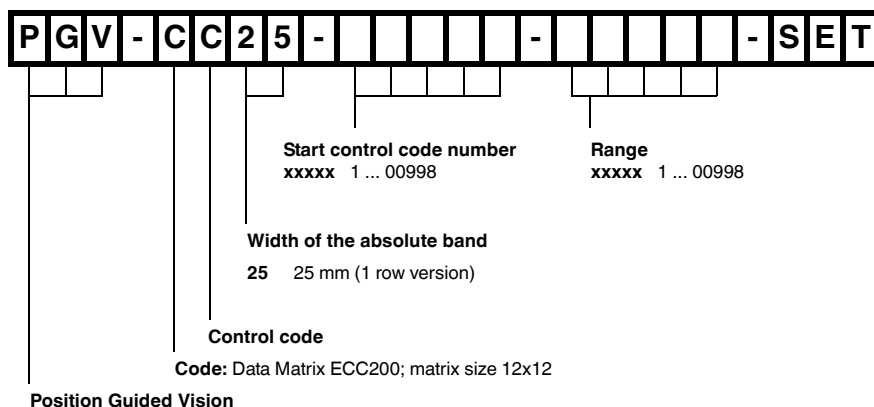 PGV-CC25-     -     -SET
Start control code number
xxxxx 1 ... 00998
Range
xxxxx 1 ... 00998
Width of the absolute band
25 25 mm (1 row version)
Control code
Code: Data Matrix ECC200; matrix size 12x12
Position Guided Vision